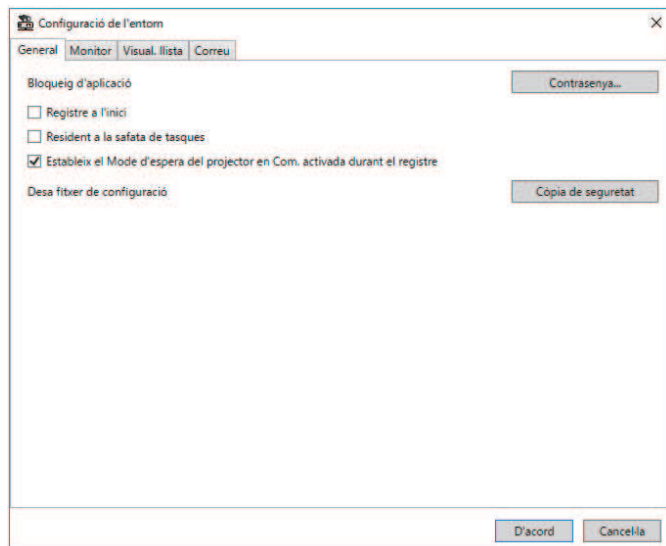 Configuració de l'entorn
General Monitor Visual. llista Correu
Bloqueig d'aplicació Contrasenya...
Registre a l'inici
Resident a la safata de tasques
Estableix el Mode d'espera del projector en Com. activada durant el registre
Desa fitxer de configuració Còpia de seguretat
D'acord Cancel·la